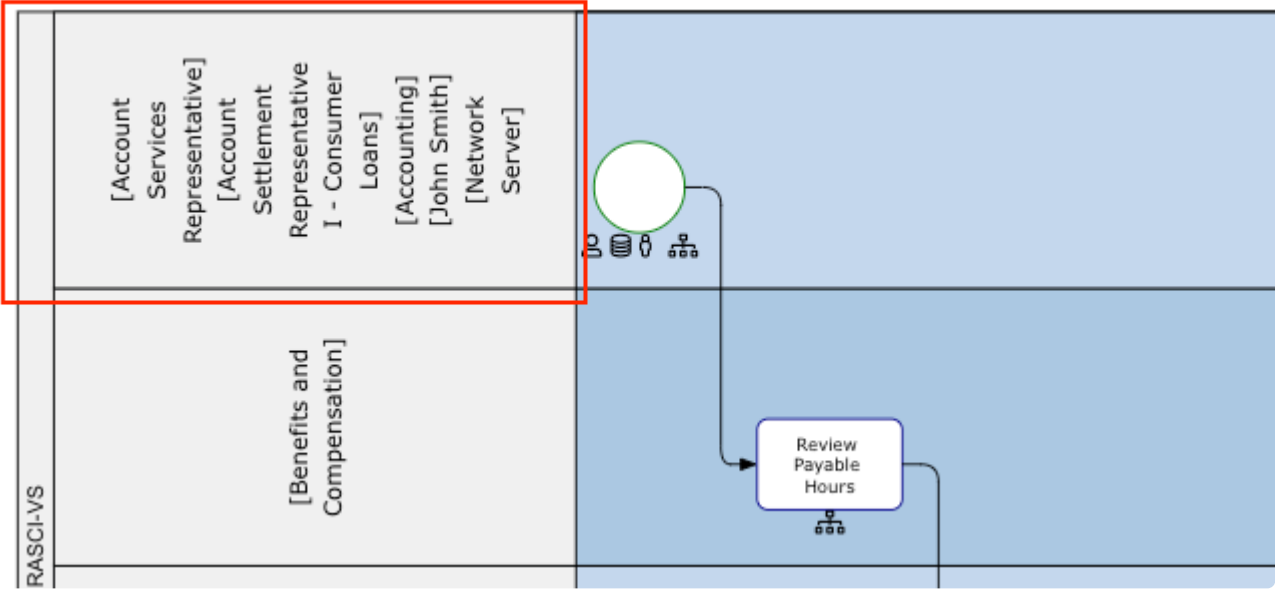 [Account
Services
Representative]
[Account
Settlement
Representative
I - Consumer
Loans]
[Accounting]
[John Smith]
[Network
Server]
[Benefits and
Compensation]
Review
Payable
Hours
RASCI-VS